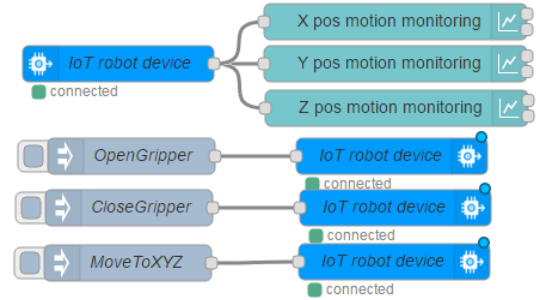 X pos motion monitoring
IoT robot device
Y pos motion monitoring
connected
Z pos motion monitoring
OpenGripper
IoT robot device
connected
CloseGripper
IoT robot device
connected
MoveToXYZ
IoT robot device
connected